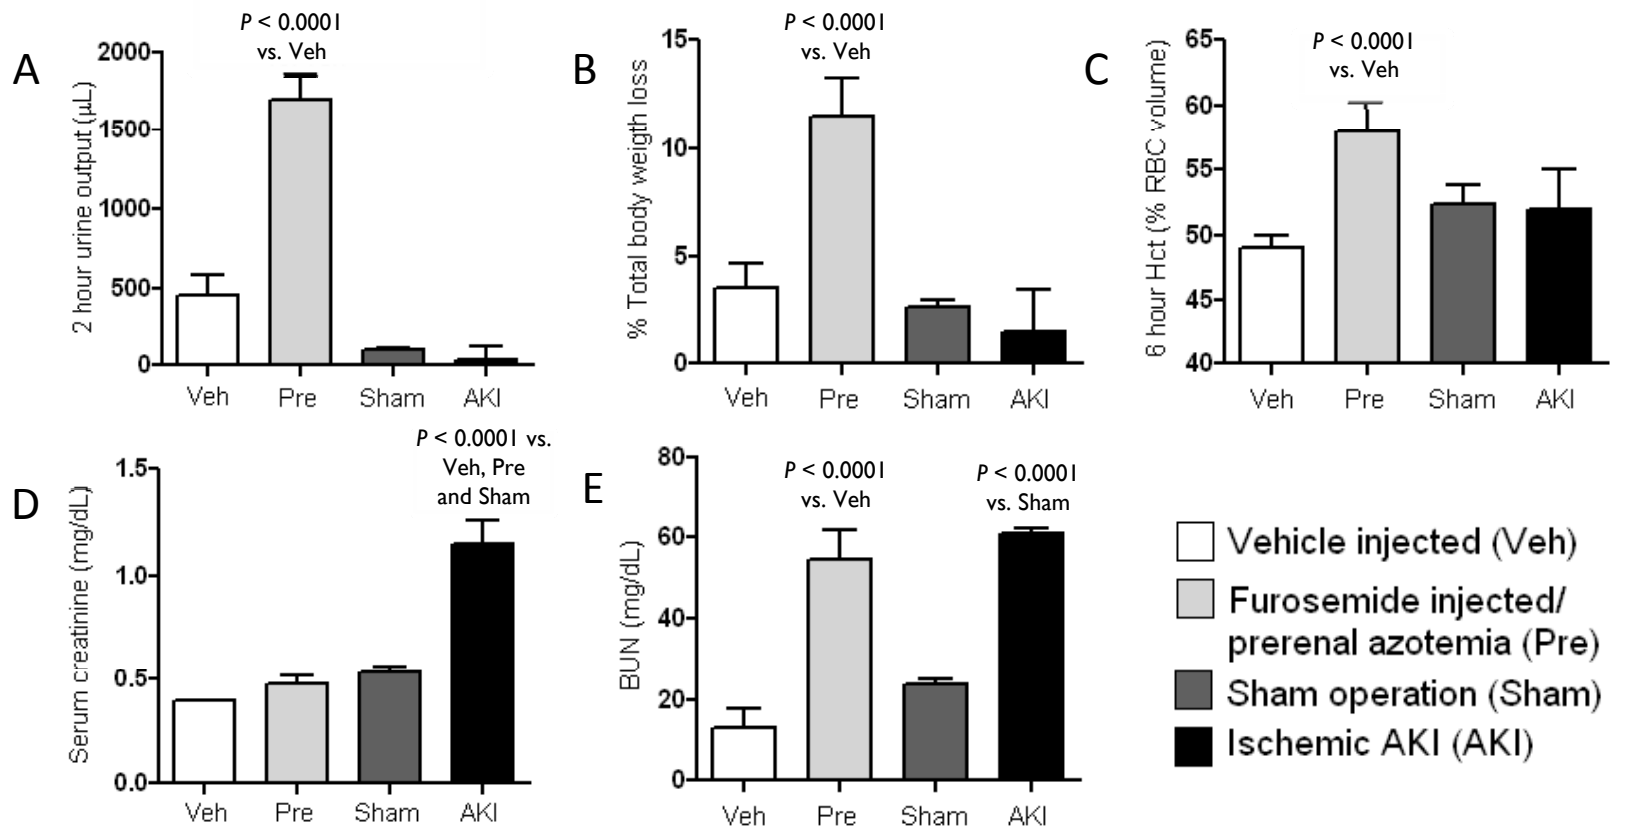 A
P < 0.0001
vs. Veh
2 hour urine output (µL)
2000
1500
1000
500
0
Veh Pre Sham AKI
B
P < 0.0001
vs. Veh
% Total body weigth loss
15
10
5
0
Veh Pre Sham AKI
C
P < 0.0001
vs. Veh
6 hour Hct (% RBC volume)
65
60
55
50
45
40
Veh Pre Sham AKI
D
P < 0.0001 vs.
Veh, Pre
and Sham
Serum creatinine (mg/dL)
1.5
1.0
0.5
0.0
Veh Pre Sham AKI
E
P < 0.0001
vs. Veh
P < 0.0001
vs. Sham
BUN (mg/dL)
80
60
40
20
0
Veh Pre Sham AKI
Vehicle injected (Veh)
Furosemide injected/
prerenal azotemia (Pre)
Sham operation (Sham)
Ischemic AKI (AKI)